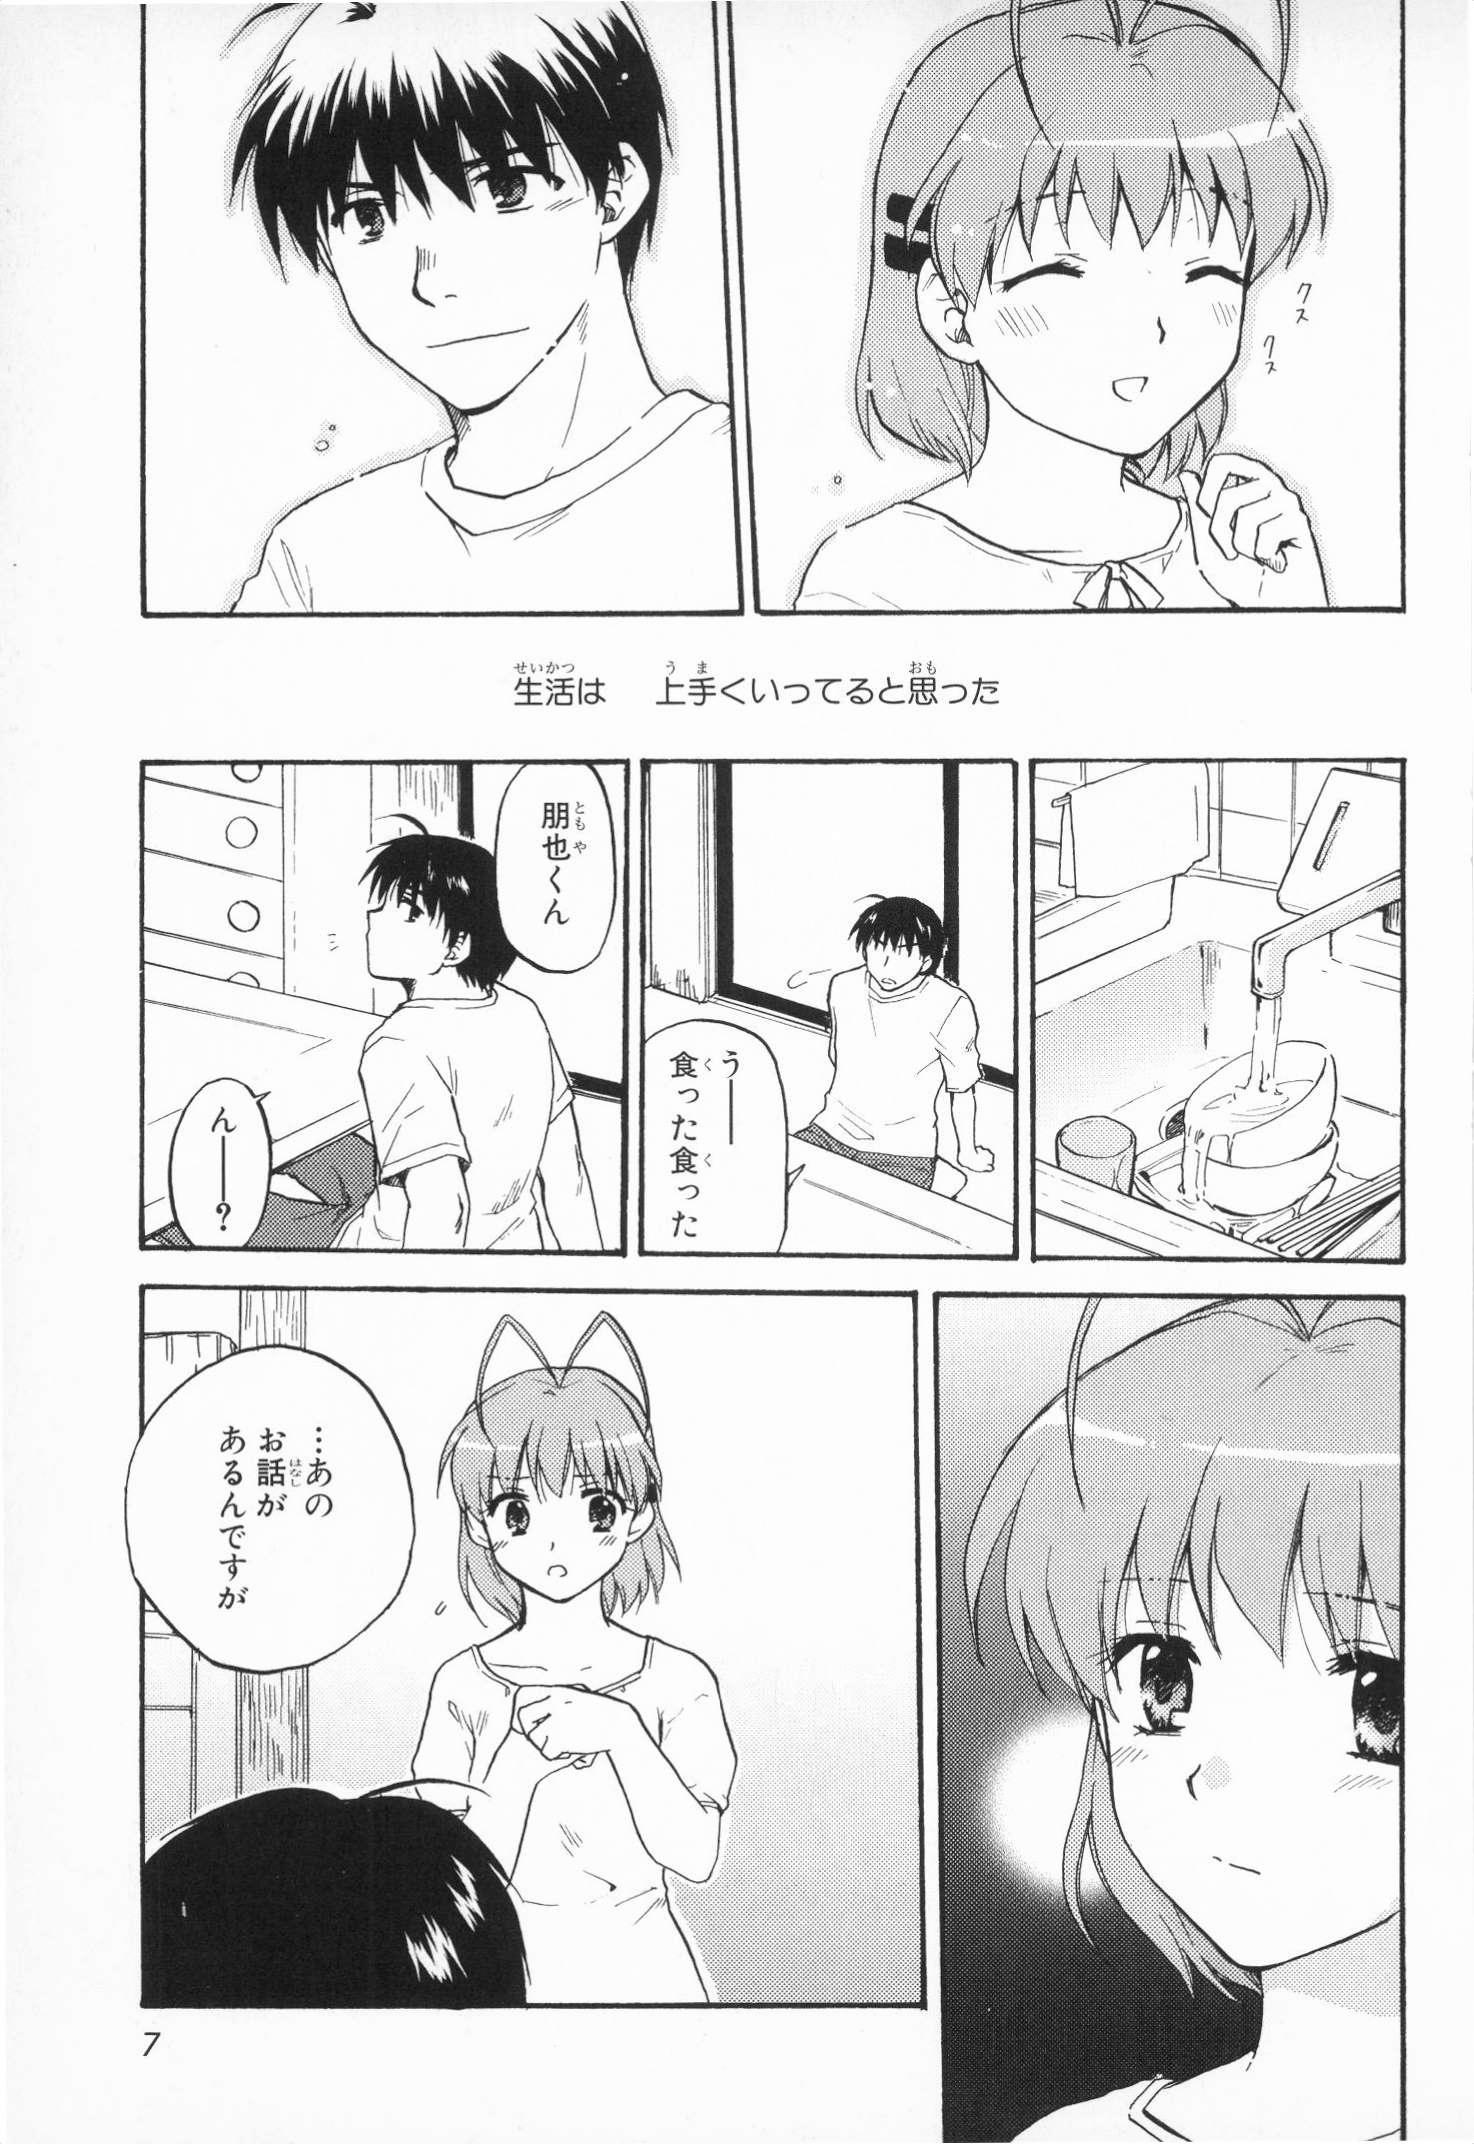 クス
クス
生活は 上手くいってると思った
うー
食った食った
朋也くん
んー?
…あの
お話が
あるんですが
7